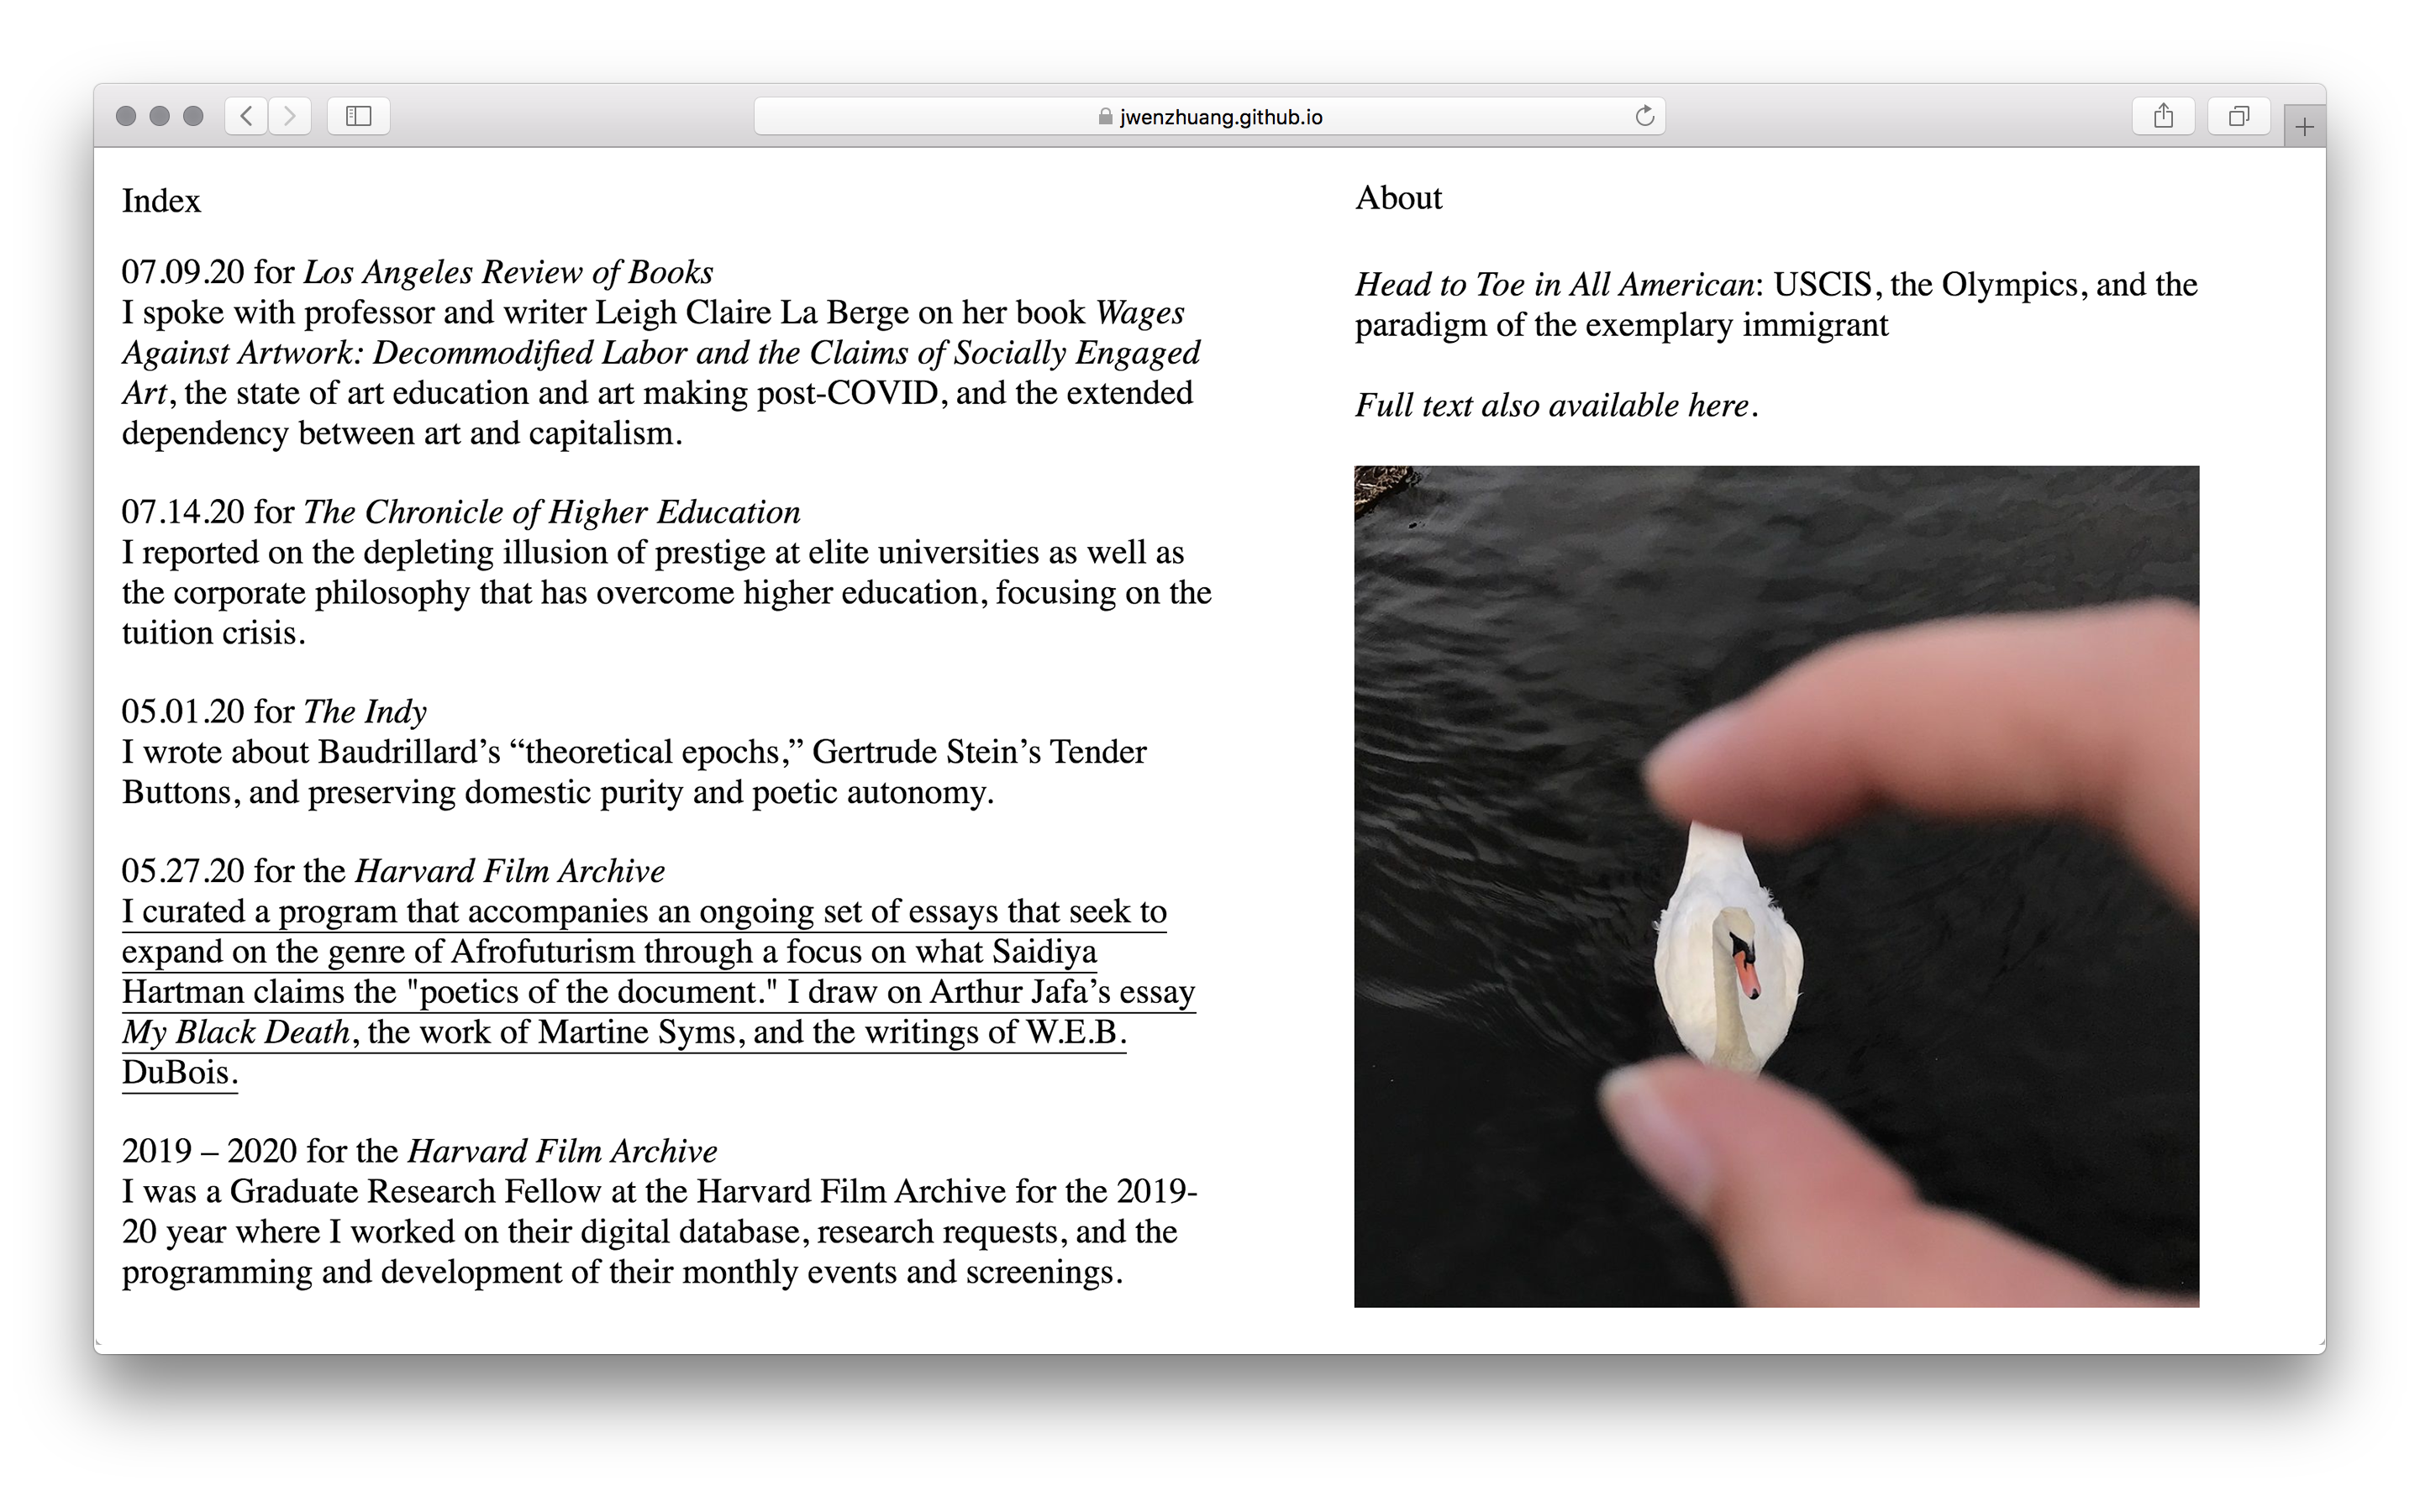 jwenzhuang.github.io
Index
07.09.20 for Los Angeles Review of Books
I spoke with professor and writer Leigh Claire La Berge on her book Wages
Against Artwork: Decommodified Labor and the Claims of Socially Engaged
Art, the state of art education and art making post-COVID, and the extended
dependency between art and capitalism.
07.14.20 for The Chronicle of Higher Education
I reported on the depleting illusion of prestige at elite universities as well as
the corporate philosophy that has overcome higher education, focusing on the
tuition crisis.
05.01.20 for The Indy
I wrote about Baudrillard’s “theoretical epochs,” Gertrude Stein’s Tender
Buttons, and preserving domestic purity and poetic autonomy.
05.27.20 for the Harvard Film Archive
I curated a program that accompanies an ongoing set of essays that seek to
expand on the genre of Afrofuturism through a focus on what Saidiya
Hartman claims the "poetics of the document." I draw on Arthur Jafa’s essay
My Black Death, the work of Martine Syms, and the writings of W.E.B.
DuBois.
2019 – 2020 for the Harvard Film Archive
I was a Graduate Research Fellow at the Harvard Film Archive for the 2019-
20 year where I worked on their digital database, research requests, and the
programming and development of their monthly events and screenings.
About
Head to Toe in All American: USCIS, the Olympics, and the
paradigm of the exemplary immigrant
Full text also available here.